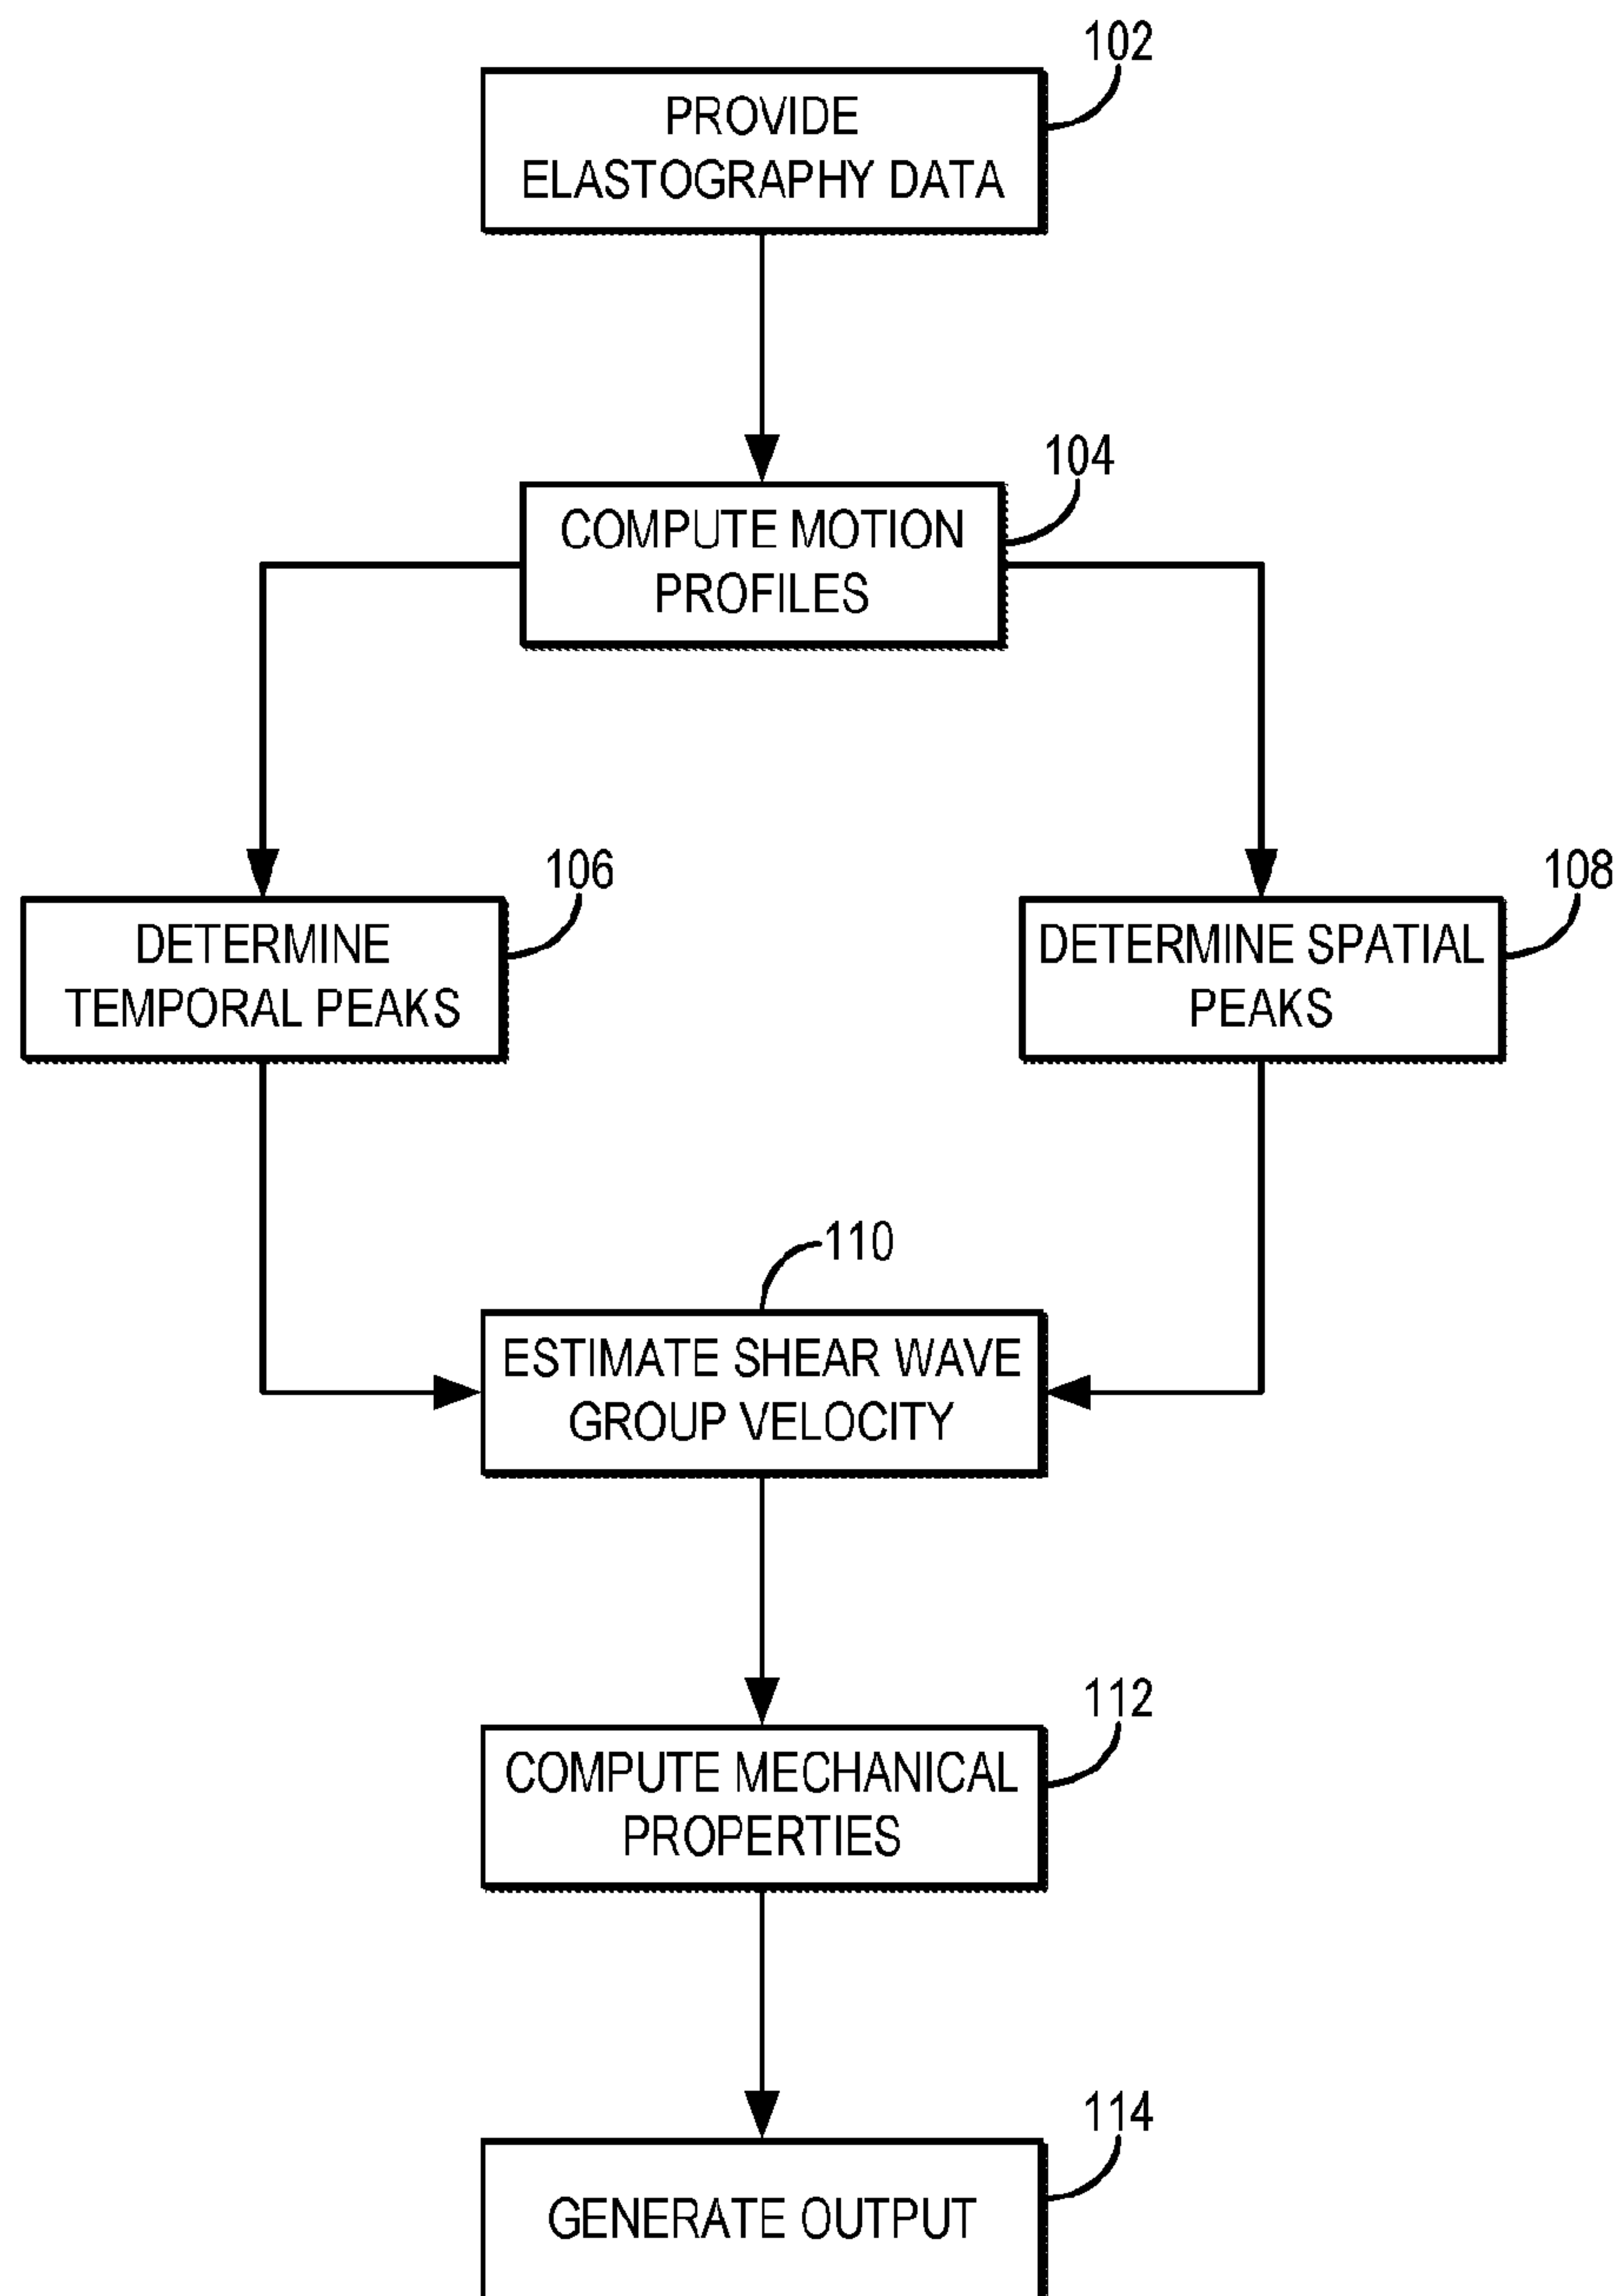 102
PROVIDE
ELASTOGRAPHY DATA
104
COMPUTE MOTION
PROFILES
106
DETERMINE
TEMPORAL PEAKS
108
DETERMINE SPATIAL
PEAKS
110
ESTIMATE SHEAR WAVE
GROUP VELOCITY
112
COMPUTE MECHANICAL
PROPERTIES
114
GENERATE OUTPUT